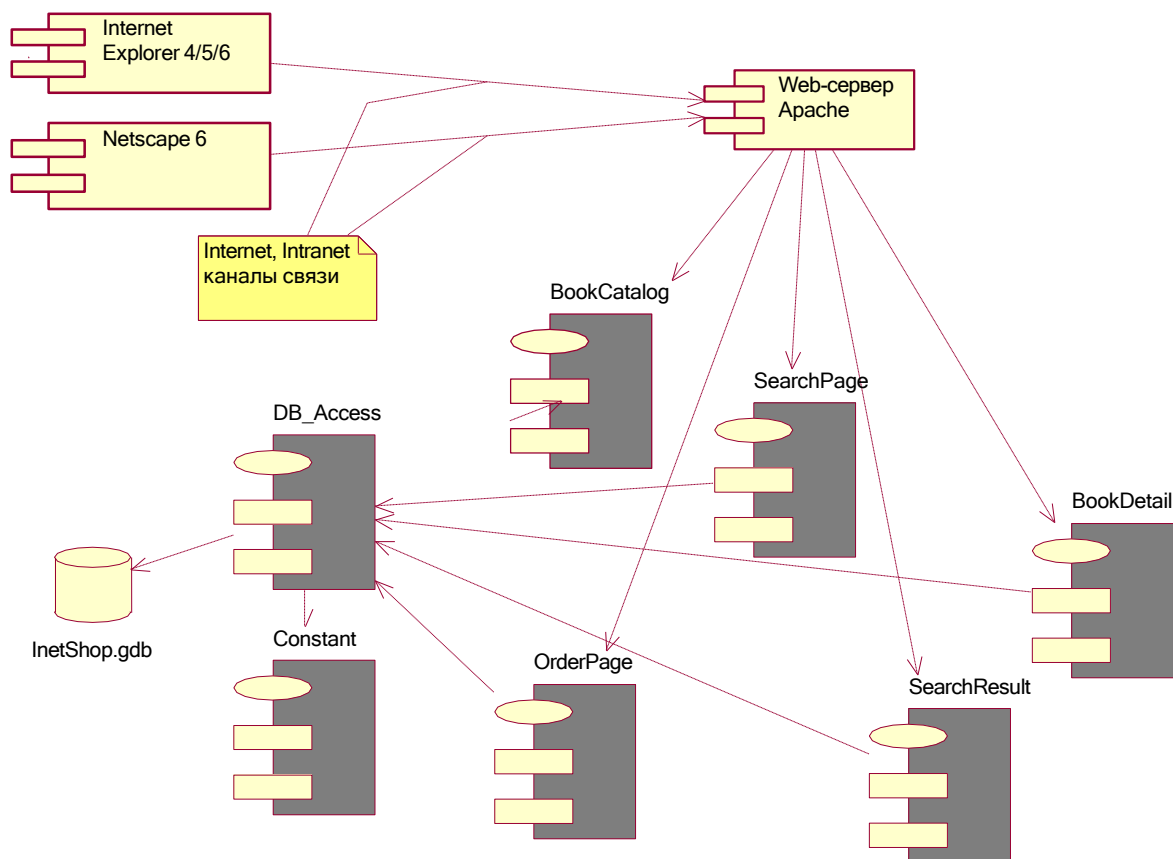 Internet
Explorer 4/5/6
Web-сервер
Apache
Netscape 6
Internet, Intranet
каналы связи
BookCatalog
SearchPage
DB_Access
BookDetail
InetShop.gdb
Constant
OrderPage
SearchResult